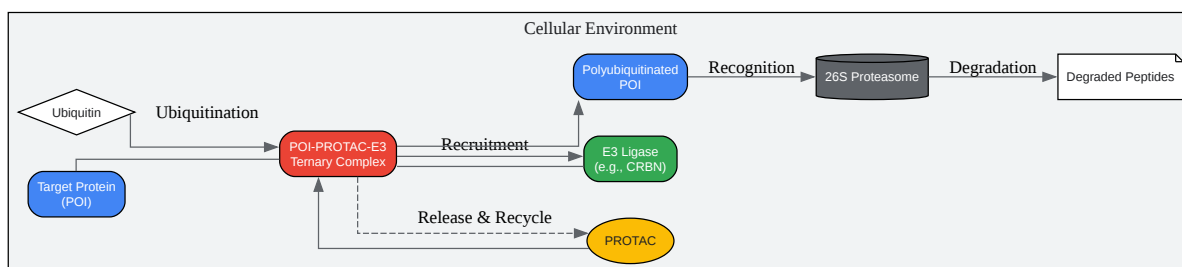 Cellular Environment
Polyubiquitinated
POI
Recognition
26S Proteasome
Degradation
Degraded Peptides
Ubiquitin
Ubiquitination
POI-PROTAC-E3
Ternary Complex
Recruitment
E3 Ligase
(e.g., CRBN)
Target Protein
(POI)
Release & Recycle
PROTAC